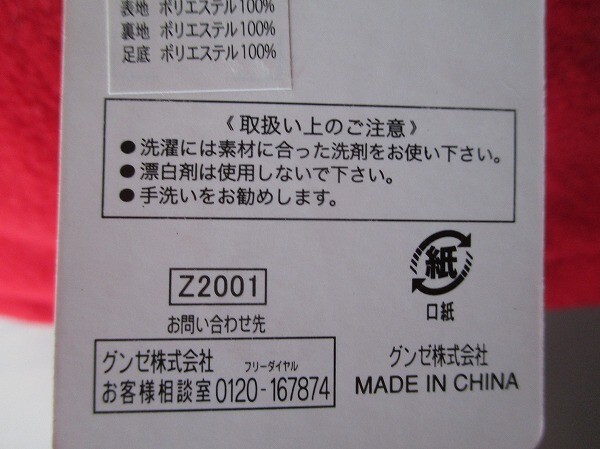 表地 ポリエステル100%
裏地 ポリエステル100%
足底 ポリエステル100%
《 取扱い上のご注意 》
●洗濯には素材に合った洗剤をお使い下さい。
●漂白剤は使用しないで下さい。
●手洗いをお勧めします。
紙
口紙
Z2001
お問い合わせ先
グンゼ株式会社 フリーダイヤル
お客様相談室 0120-167874
グンゼ株式会社
MADE IN CHINA